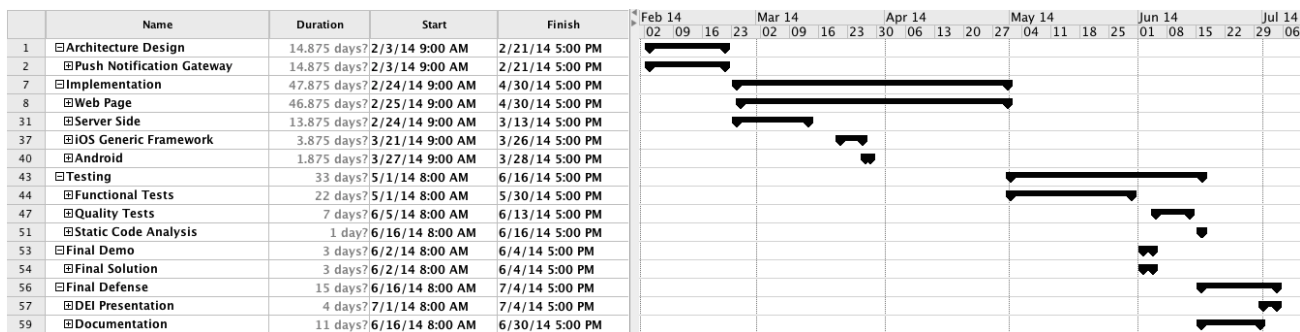 Name Duration Start Finish Feb 14 Mar 14 Apr 14 May 14 Jun 14 Jul 14
02 09 16 23 02 09 16 23 30 06 13 20 27 04 11 18 25 01 08 15 22 29 06
1 ⊟Architecture Design 14.875 days? 2/3/14 9:00 AM 2/21/14 5:00 PM
2 ⊞Push Notification Gateway 14.875 days? 2/3/14 9:00 AM 2/21/14 5:00 PM
7 ⊟Implementation 47.875 days? 2/24/14 9:00 AM 4/30/14 5:00 PM
8 ⊞Web Page 46.875 days? 2/25/14 9:00 AM 4/30/14 5:00 PM
31 ⊞Server Side 13.875 days? 2/24/14 9:00 AM 3/13/14 5:00 PM
37 ⊞iOS Generic Framework 3.875 days? 3/21/14 9:00 AM 3/26/14 5:00 PM
40 ⊞Android 1.875 days? 3/27/14 9:00 AM 3/28/14 5:00 PM
43 ⊟Testing 33 days? 5/1/14 8:00 AM 6/16/14 5:00 PM
44 ⊞Functional Tests 22 days? 5/1/14 8:00 AM 5/30/14 5:00 PM
47 ⊞Quality Tests 7 days? 6/5/14 8:00 AM 6/13/14 5:00 PM
51 ⊞Static Code Analysis 1 day? 6/16/14 8:00 AM 6/16/14 5:00 PM
53 ⊟Final Demo 3 days? 6/2/14 8:00 AM 6/4/14 5:00 PM
54 ⊞Final Solution 3 days? 6/2/14 8:00 AM 6/4/14 5:00 PM
56 ⊟Final Defense 15 days? 6/16/14 8:00 AM 7/4/14 5:00 PM
57 ⊞DEI Presentation 4 days? 7/1/14 8:00 AM 7/4/14 5:00 PM
59 ⊞Documentation 11 days? 6/16/14 8:00 AM 6/30/14 5:00 PM